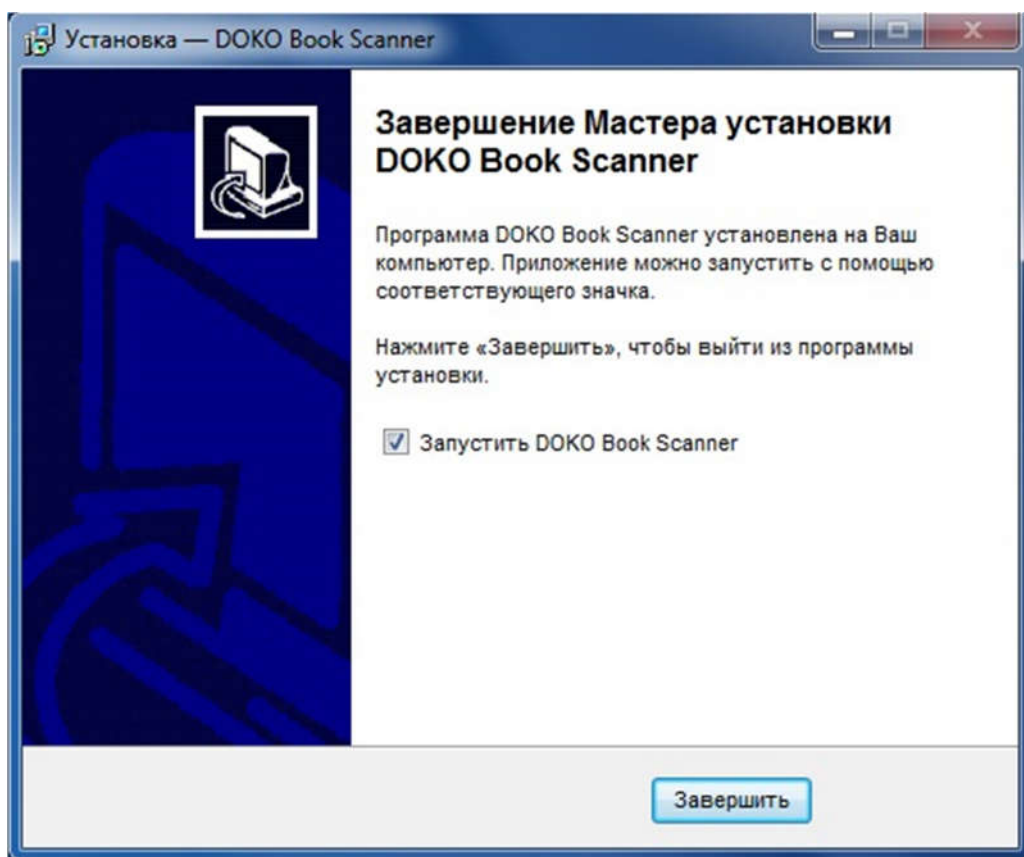 Установка — DOKO Book Scanner
Завершение Мастера установки
DOKO Book Scanner
Программа DOKO Book Scanner установлена на Ваш
компьютер. Приложение можно запустить с помощью
соответствующего значка.
Нажмите «Завершить», чтобы выйти из программы
установки.
Запустить DOKO Book Scanner
Завершить